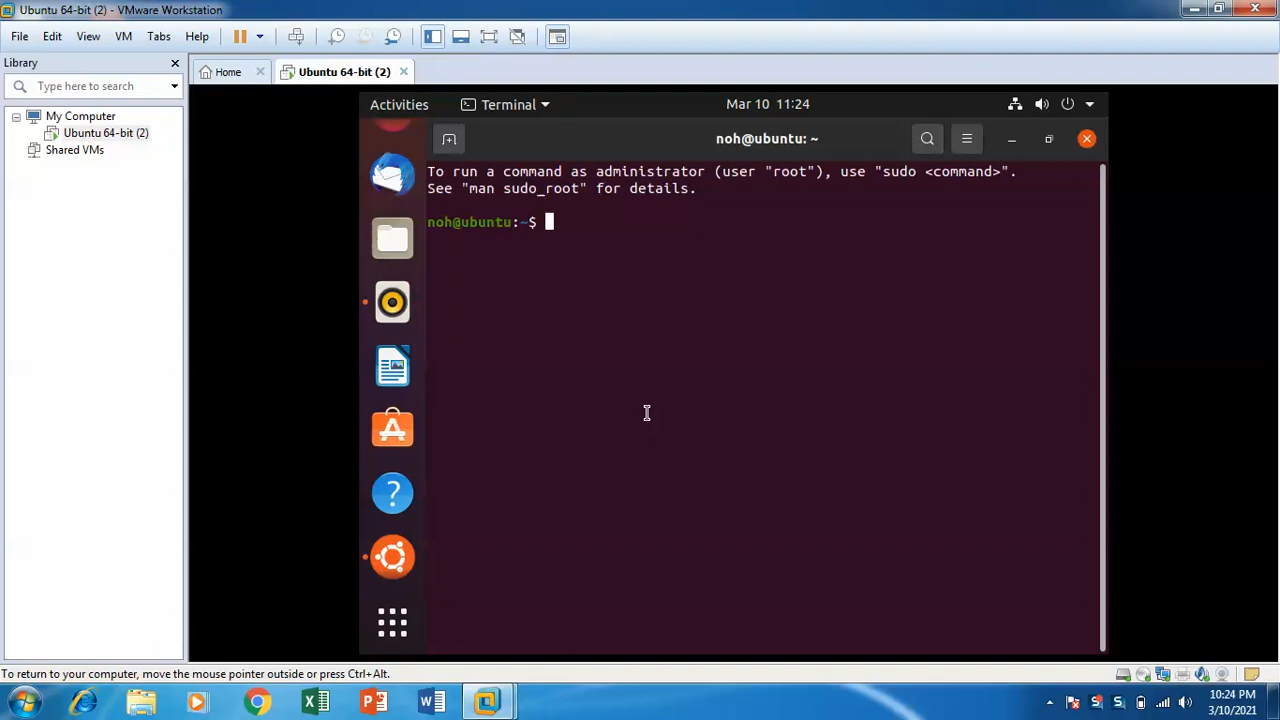 Ubuntu 64-bit (2) - VMware Workstation
File Edit View VM Tabs Help
Library
Type here to search
My Computer
Ubuntu 64-bit (2)
Shared VMs
Home
Ubuntu 64-bit (2)
Activities Terminal Mar 10 11:24
noh@ubuntu: ~
To run a command as administrator (user "root"), use "sudo <command>".
See "man sudo_root" for details.
noh@ubuntu:~$
To return to your computer, move the mouse pointer outside or press Ctrl+Alt.
10:24 PM
3/10/2021